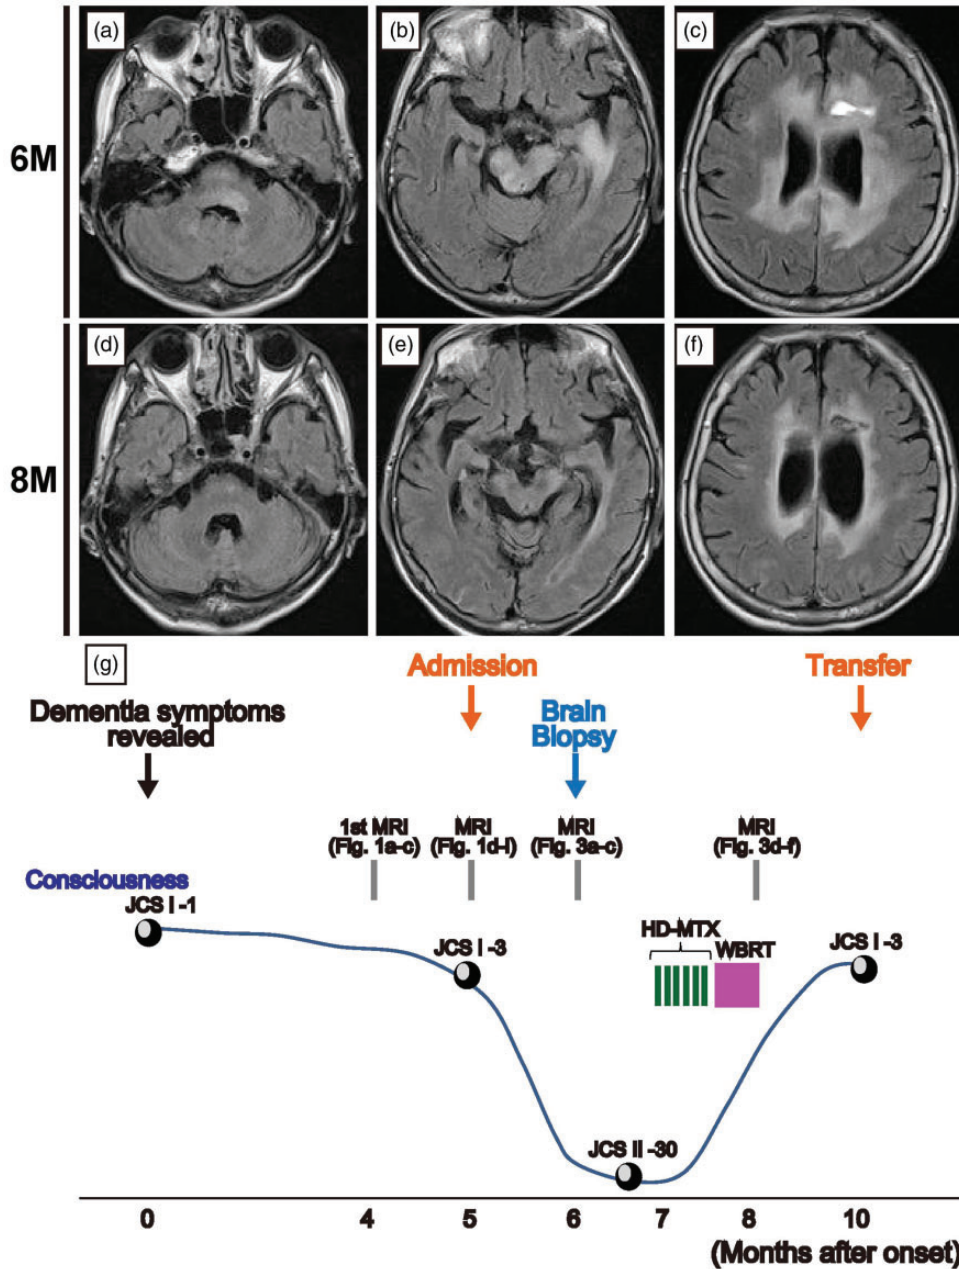 (a)
(b)
(c)
6M
(d)
(e)
(f)
8M
(g)
Admission
Transfer
Dementia symptoms
revealed
Brain
Biopsy
1st MRI
(Fig. 1a-c)
MRI
(Fig. 1d-l)
MRI
(Fig. 3a-c)
MRI
(Fig. 3d-f)
Consciousness
JCS I -1
JCS I -3
HD-MTX
WBRT
JCS I -3
JCS II -30
0 4 5 6 7 8 10
(Months after onset)